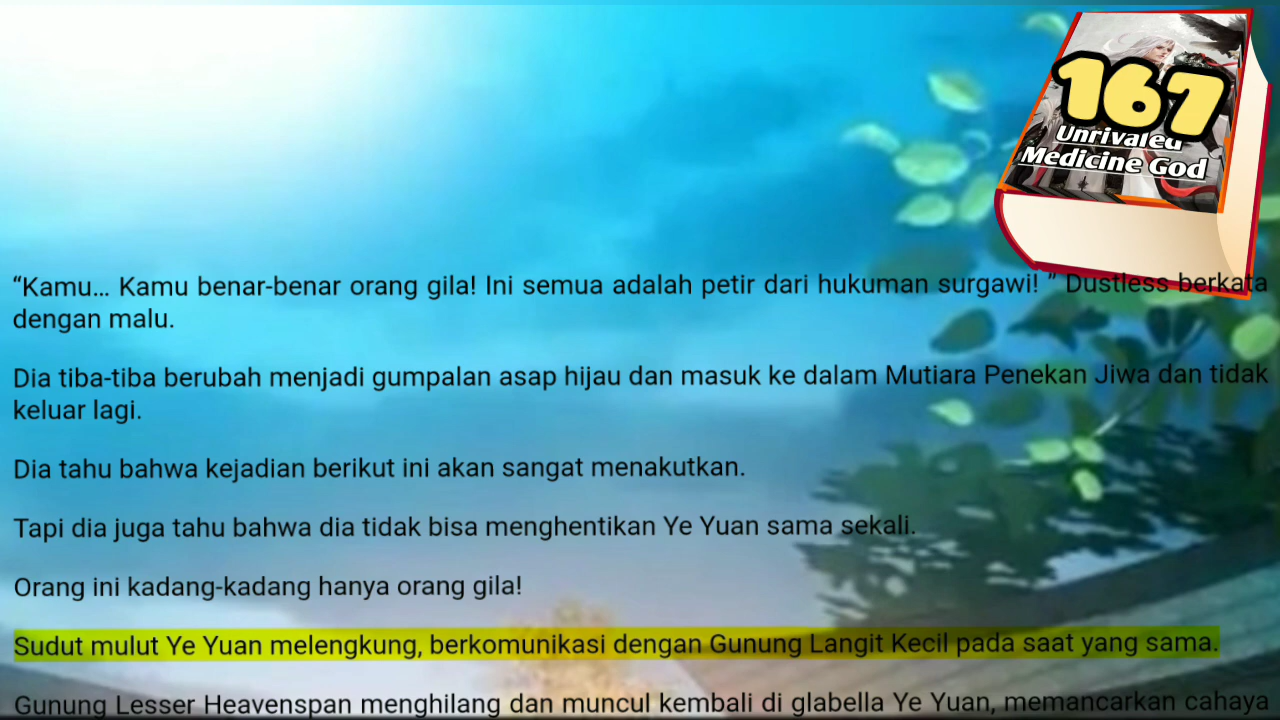 167
Unrivaled
Medicine God
“Kamu… Kamu benar-benar orang gila! Ini semua adalah petir dari hukuman surgawi! ” Dustless berkata
dengan malu.
Dia tiba-tiba berubah menjadi gumpalan asap hijau dan masuk ke dalam Mutiara Penekan Jiwa dan tidak
keluar lagi.
Dia tahu bahwa kejadian berikut ini akan sangat menakutkan.
Tapi dia juga tahu bahwa dia tidak bisa menghentikan Ye Yuan sama sekali.
Orang ini kadang-kadang hanya orang gila!
Sudut mulut Ye Yuan melengkung, berkomunikasi dengan Gunung Langit Kecil pada saat yang sama.
Gunung Lesser Heavenspan menghilang dan muncul kembali di glabella Ye Yuan, memancarkan cahaya